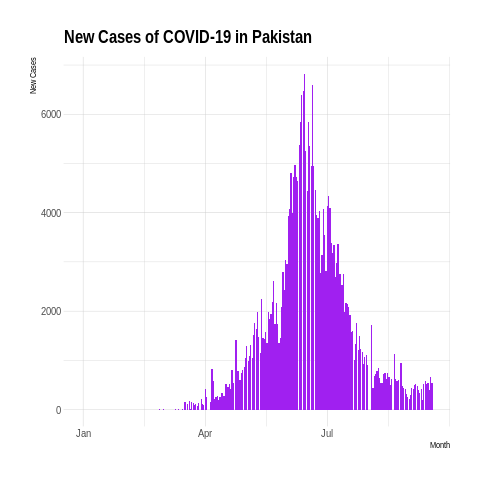 New Cases of COVID-19 in Pakistan
New Cases
6000
4000
2000
0
Jan Apr Jul
Month